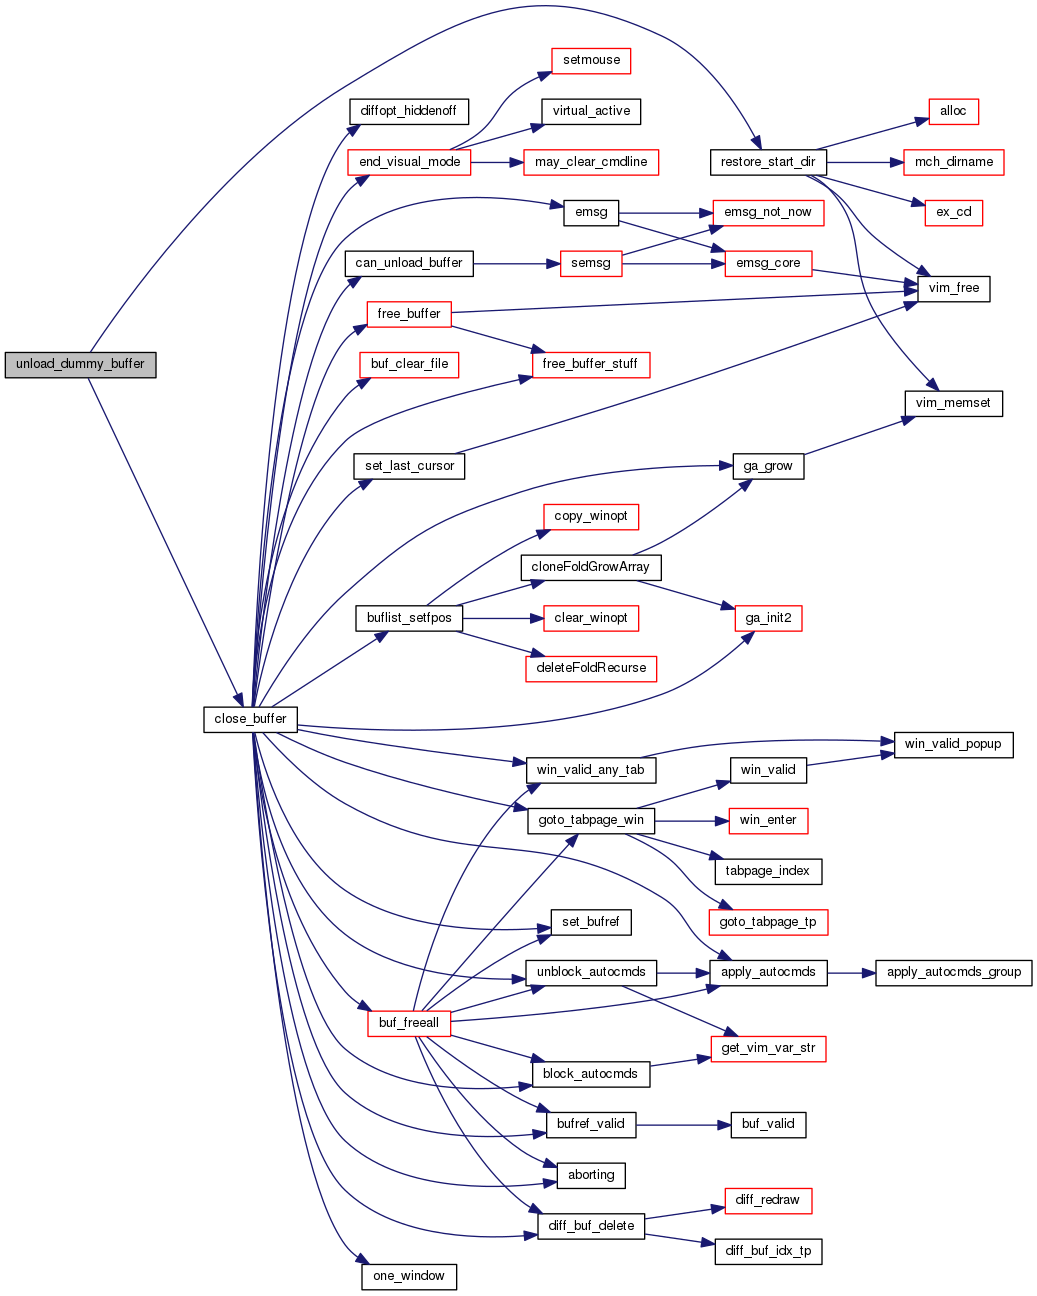 setmouse
diffopt_hiddenoff
virtual_active
alloc
end_visual_mode
may_clear_cmdline
restore_start_dir
mch_dirname
emsg
emsg_not_now
ex_cd
can_unload_buffer
semsg
emsg_core
vim_free
free_buffer
unload_dummy_buffer
buf_clear_file
free_buffer_stuff
vim_memset
set_last_cursor
ga_grow
copy_winopt
cloneFoldGrowArray
buflist_setfpos
clear_winopt
ga_init2
deleteFoldRecurse
close_buffer
win_valid_popup
win_valid_any_tab
win_valid
goto_tabpage_win
win_enter
tabpage_index
set_bufref
goto_tabpage_tp
unblock_autocmds
apply_autocmds
apply_autocmds_group
buf_freeall
get_vim_var_str
block_autocmds
bufref_valid
buf_valid
aborting
diff_redraw
diff_buf_delete
diff_buf_idx_tp
one_window